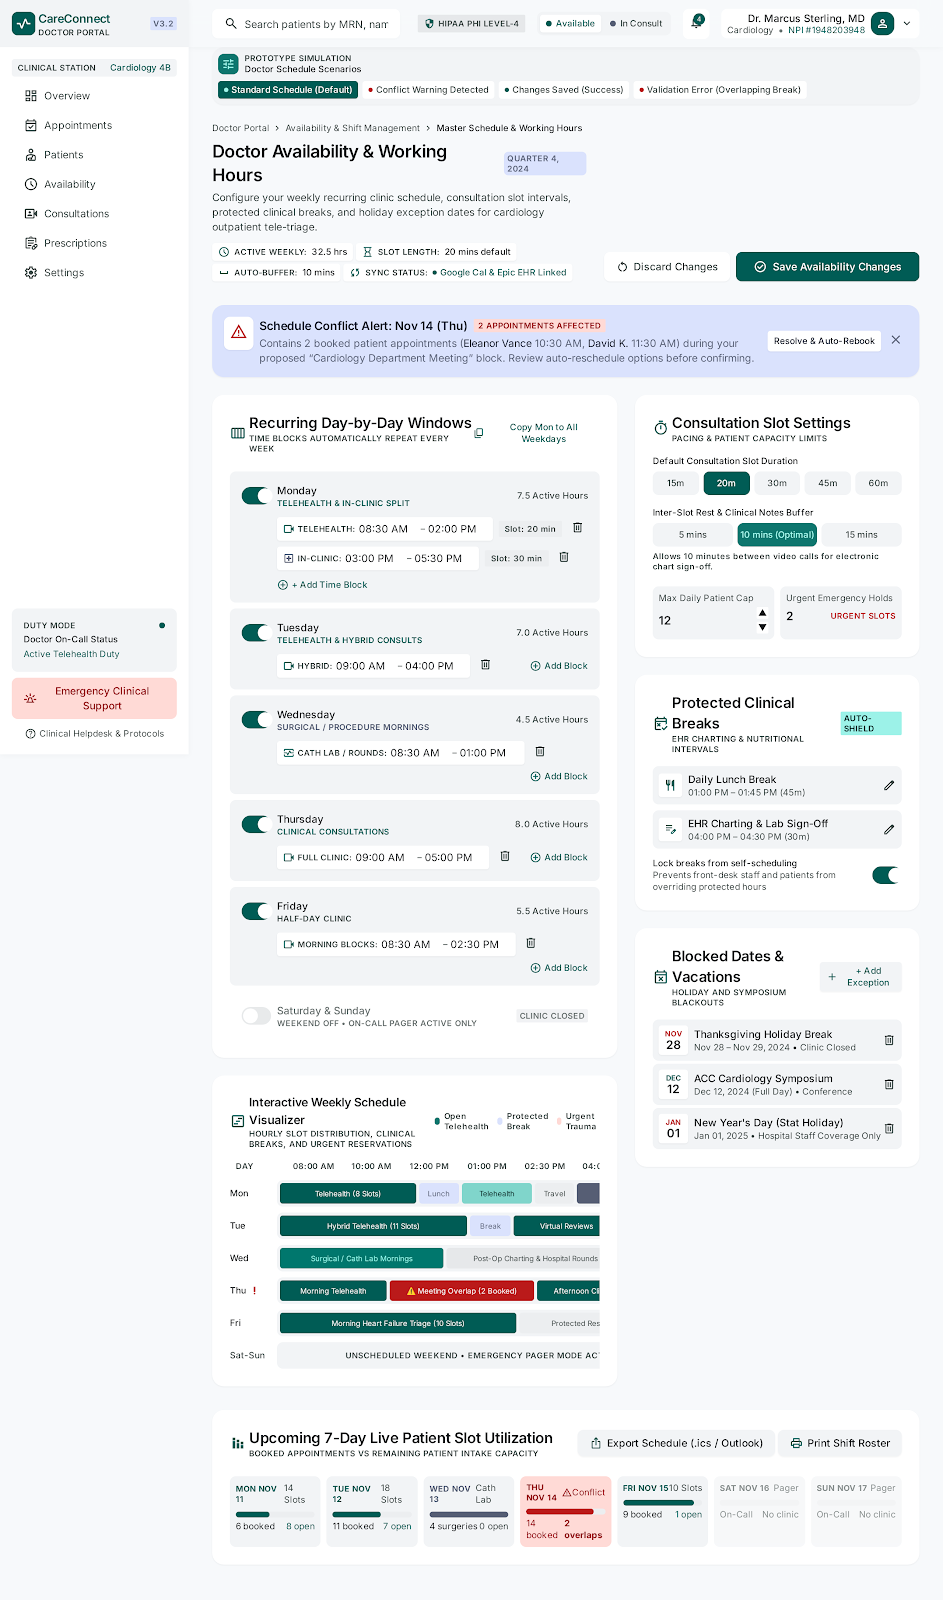 CareConnect
DOCTOR PORTAL
V3.2
Search patients by MRN, nam
HIPAA PHI LEVEL-4
Available
In Consult
4
Dr. Marcus Sterling, MD
Cardiology • NPI #1948203948
CLINICAL STATION
Cardiology 4B
Overview
Appointments
Patients
Availability
Consultations
Prescriptions
Settings
DUTY MODE
Doctor On-Call Status
Active Telehealth Duty
Emergency Clinical
Support
Clinical Helpdesk & Protocols
PROTOTYPE SIMULATION
Doctor Schedule Scenarios
Standard Schedule (Default)
Conflict Warning Detected
Changes Saved (Success)
Validation Error (Overlapping Break)
Doctor Portal › Availability & Shift Management › Master Schedule & Working Hours
Doctor Availability & Working
Hours
QUARTER 4,
2024
Configure your weekly recurring clinic schedule, consultation slot intervals,
protected clinical breaks, and holiday exception dates for cardiology
outpatient tele-triage.
ACTIVE WEEKLY: 32.5 hrs
SLOT LENGTH: 20 mins default
AUTO-BUFFER: 10 mins
SYNC STATUS: • Google Cal & Epic EHR Linked
Discard Changes
Save Availability Changes
Schedule Conflict Alert: Nov 14 (Thu)
2 APPOINTMENTS AFFECTED
Contains 2 booked patient appointments (Eleanor Vance 10:30 AM, David K. 11:30 AM) during your
proposed “Cardiology Department Meeting” block. Review auto-reschedule options before confirming.
Resolve & Auto-Rebook
Recurring Day-by-Day Windows
TIME BLOCKS AUTOMATICALLY REPEAT EVERY
WEEK
Copy Mon to All
Weekdays
Monday
TELEHEALTH & IN-CLINIC SPLIT
7.5 Active Hours
TELEHEALTH: 08:30 AM – 02:00 PM
Slot: 20 min
IN-CLINIC: 03:00 PM – 05:30 PM
Slot: 30 min
+ Add Time Block
Tuesday
TELEHEALTH & HYBRID CONSULTS
7.0 Active Hours
HYBRID: 09:00 AM – 04:00 PM
Add Block
Wednesday
SURGICAL / PROCEDURE MORNINGS
4.5 Active Hours
CATH LAB / ROUNDS: 08:30 AM – 01:00 PM
Add Block
Thursday
CLINICAL CONSULTATIONS
8.0 Active Hours
FULL CLINIC: 09:00 AM – 05:00 PM
Add Block
Friday
HALF-DAY CLINIC
5.5 Active Hours
MORNING BLOCKS: 08:30 AM – 02:30 PM
Add Block
Saturday & Sunday
WEEKEND OFF • ON-CALL PAGER ACTIVE ONLY
CLINIC CLOSED
Consultation Slot Settings
PACING & PATIENT CAPACITY LIMITS
Default Consultation Slot Duration
15m
20m
30m
45m
60m
Inter-Slot Rest & Clinical Notes Buffer
5 mins
10 mins (Optimal)
15 mins
Allows 10 minutes between video calls for electronic
chart sign-off.
Max Daily Patient Cap
12
Urgent Emergency Holds
2
URGENT SLOTS
Protected Clinical
Breaks
EHR CHARTING & NUTRITIONAL
INTERVALS
AUTO-
SHIELD
Daily Lunch Break
01:00 PM – 01:45 PM (45m)
EHR Charting & Lab Sign-Off
04:00 PM – 04:30 PM (30m)
Lock breaks from self-scheduling
Prevents front-desk staff and patients from
overriding protected hours
Blocked Dates &
Vacations
HOLIDAY AND SYMPOSIUM
BLACKOUTS
+ Add
Exception
NOV
28
Thanksgiving Holiday Break
Nov 28 – Nov 29, 2024 • Clinic Closed
DEC
12
ACC Cardiology Symposium
Dec 12, 2024 (Full Day) • Conference
JAN
01
New Year's Day (Stat Holiday)
Jan 01, 2025 • Hospital Staff Coverage Only
Interactive Weekly Schedule
Visualizer
HOURLY SLOT DISTRIBUTION, CLINICAL
BREAKS, AND URGENT RESERVATIONS
Open
Telehealth
Protected
Break
Urgent
Trauma
DAY
08:00 AM
10:00 AM
12:00 PM
01:00 PM
02:30 PM
04:0
Mon
Telehealth (8 Slots)
Lunch
Telehealth
Travel
Tue
Hybrid Telehealth (11 Slots)
Break
Virtual Reviews
Wed
Surgical / Cath Lab Mornings
Post-Op Charting & Hospital Rounds
Thu !
Morning Telehealth
⚠️ Meeting Overlap (2 Booked)
Afternoon Cli
Fri
Morning Heart Failure Triage (10 Slots)
Protected Res
Sat-Sun
UNSCHEDULED WEEKEND • EMERGENCY PAGER MODE ACT
Upcoming 7-Day Live Patient Slot Utilization
BOOKED APPOINTMENTS VS REMAINING PATIENT INTAKE CAPACITY
Export Schedule (.ics / Outlook)
Print Shift Roster
MON NOV
11
14
Slots
6 booked
8 open
TUE NOV
12
18
Slots
11 booked
7 open
WED NOV
13
Cath
Lab
4 surgeries
0 open
THU
NOV 14
⚠Conflict
14
booked
2
overlaps
FRI NOV 15
10 Slots
9 booked
1 open
SAT NOV 16
Pager
On-Call
No clinic
SUN NOV 17
Pager
On-Call
No clinic